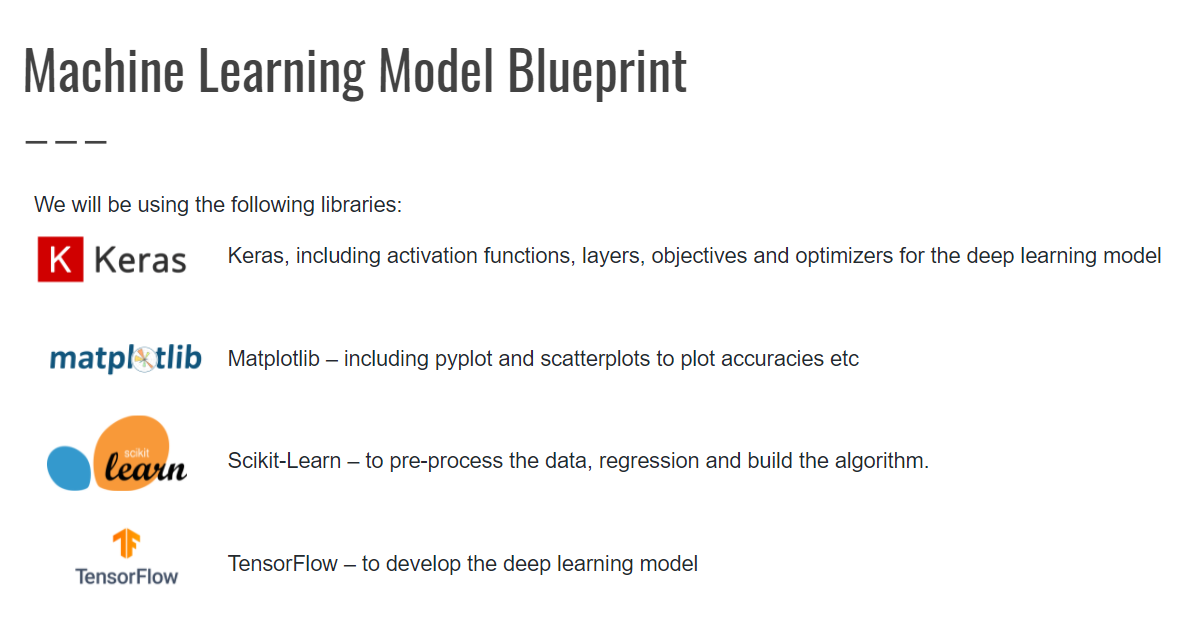 Machine Learning Model Blueprint
We will be using the following libraries:
K Keras
Keras, including activation functions, layers, objectives and optimizers for the deep learning model
matplotlib
Matplotlib – including pyplot and scatterplots to plot accuracies etc
scikit
learn
Scikit-Learn – to pre-process the data, regression and build the algorithm.
TensorFlow
TensorFlow – to develop the deep learning model